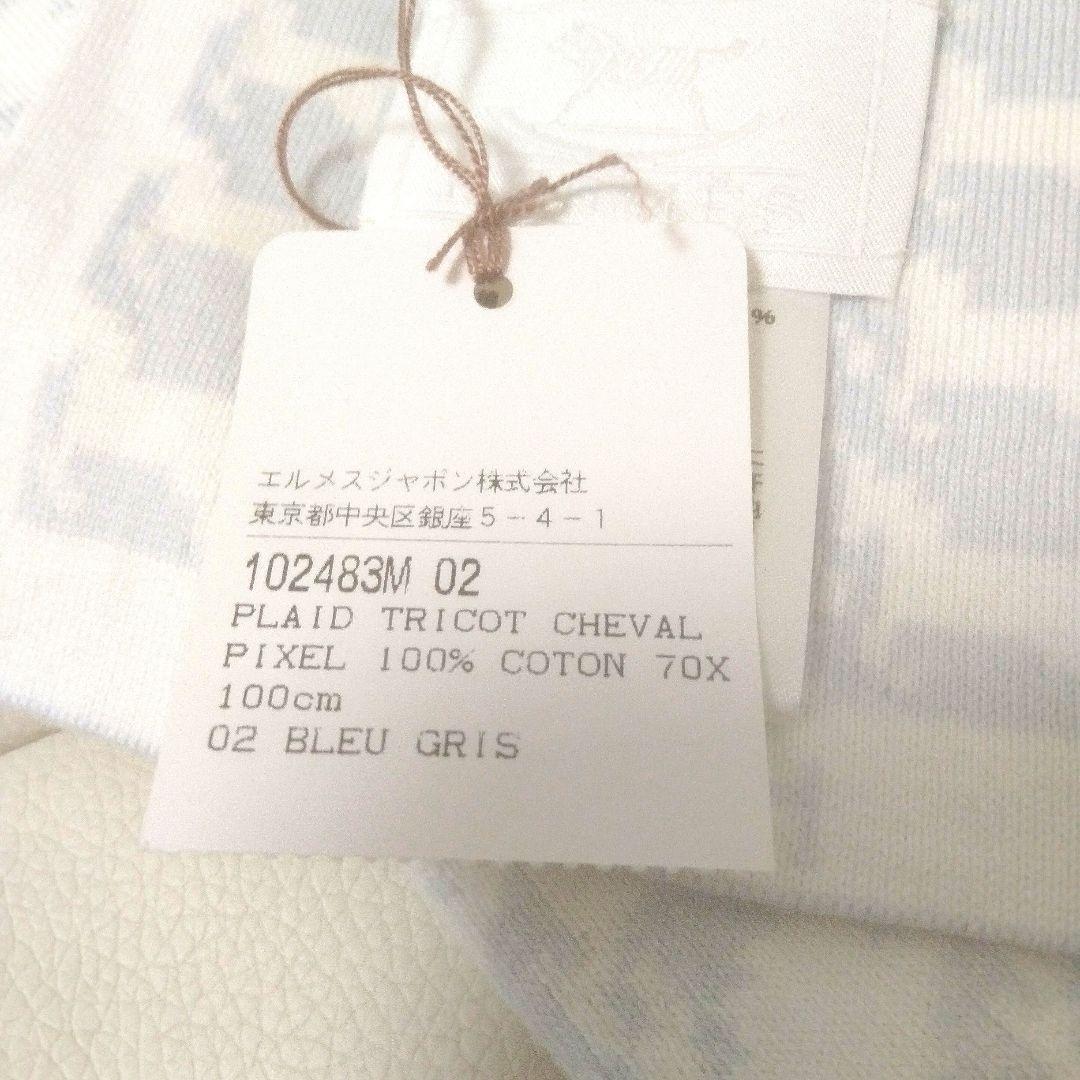 %
エルメスジャポン株式会社
東京都中央区銀座5-4-1
102483M 02
PLAID TRICOT CHEVAL
PIXEL 100% COTON 70X
100cm
02 BLEU GRIS